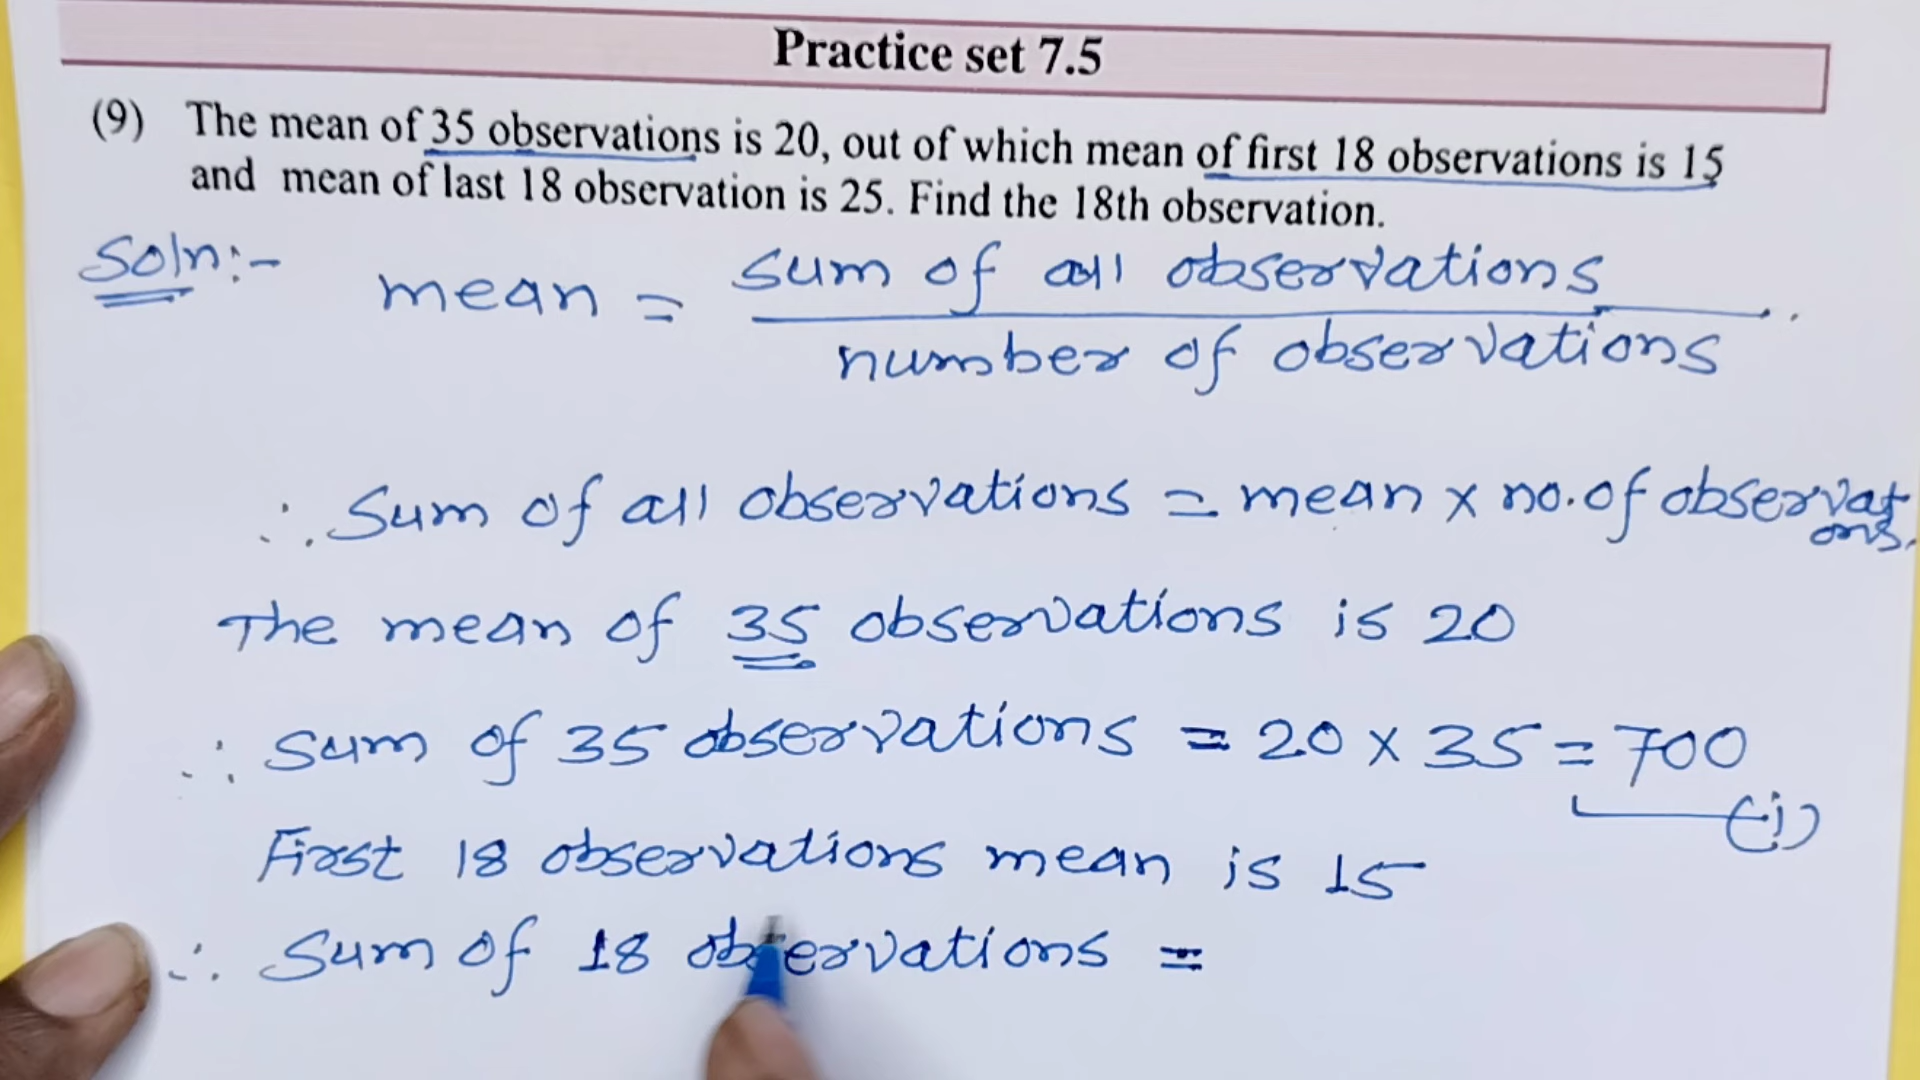 Practice set 7.5
(9) The mean of 35 observations is 20, out of which mean of first 18 observations is 15
and mean of last 18 observation is 25. Find the 18th observation.
Soln:- mean = sum of all observations
number of observations
∴ Sum of all observations = mean x no. of observat
ons.
The mean of 35 observations is 20
∴ Sum of 35 observations = 20 x 35 = 700
(i)
First 18 observations mean is 15
∴ Sum of 18 observations =